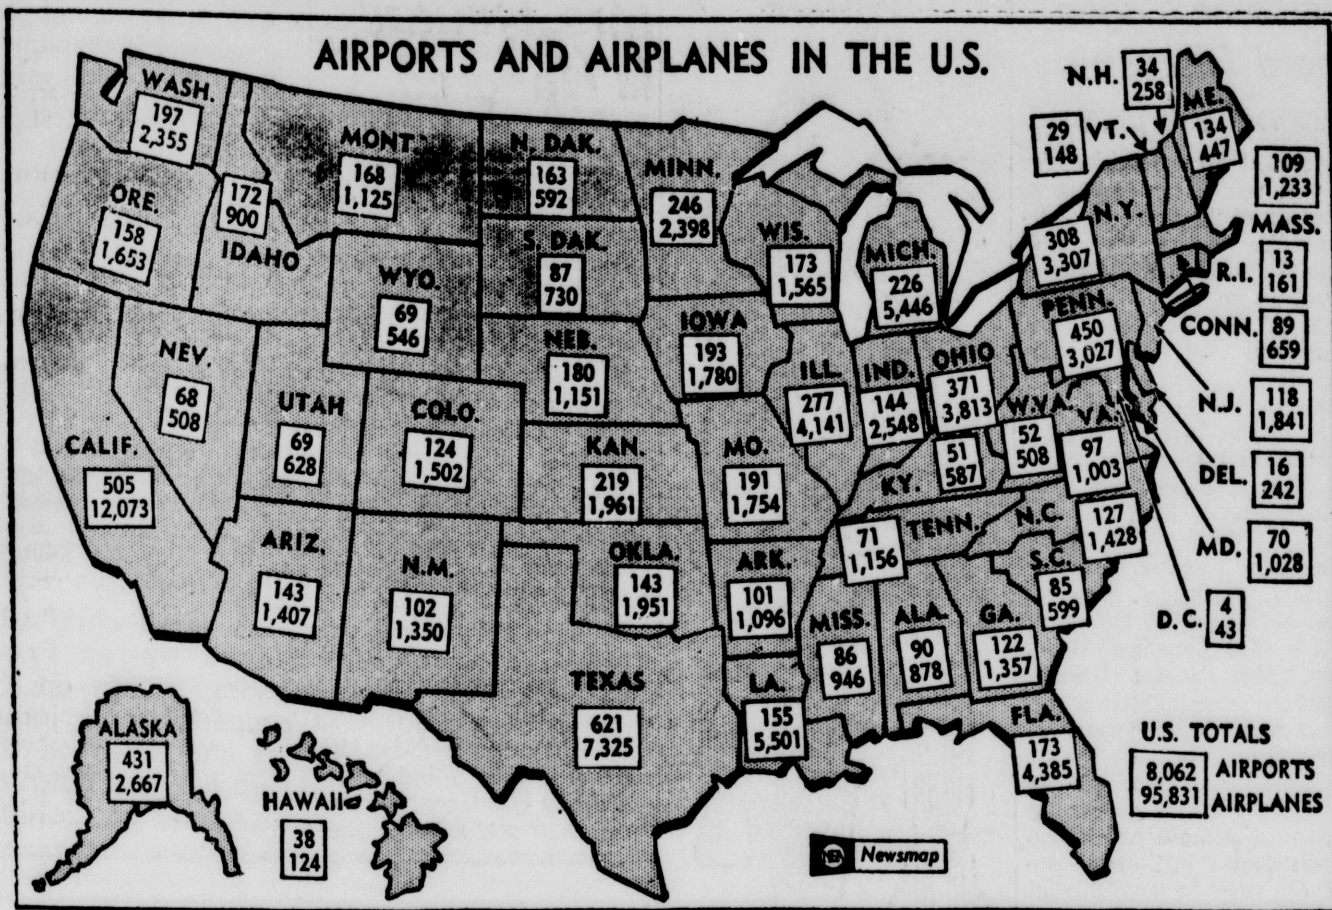 AIRPORTS AND AIRPLANES IN THE U.S.
WASH.
197
2,355
ORE.
158
1,653
172
900
IDAHO
MONT.
168
1,125
N. DAK.
163
592
S. DAK.
87
730
WYO.
69
546
NEB.
180
1,151
MINN.
246
2,398
WIS.
173
1,565
MICH.
226
5,446
IOWA
193
1,780
NEV.
68
508
UTAH
69
628
COLO.
124
1,502
KAN.
219
1,961
MO.
191
1,754
ILL.
277
4,141
IND.
144
2,548
OHIO
371
3,813
CALIF.
505
12,073
ARIZ.
143
1,407
N.M.
102
1,350
OKLA.
143
1,951
ARK.
101
1,096
TEXAS
621
7,325
LA.
155
5,501
MISS.
86
946
ALA.
90
878
GA.
122
1,357
FLA.
173
4,385
S.C.
85
599
N.C.
127
1,428
TENN.
71
1,156
KY.
51
587
W.VA.
52
508
VA.
97
1,003
PENN.
450
3,027
N.Y.
308
3,307
VT.
29
148
N.H.
34
258
ME.
134
447
109
1,233
MASS.
R.I.
13
161
CONN.
89
659
N.J.
118
1,841
DEL.
16
242
MD.
70
1,028
D.C.
4
43
ALASKA
431
2,667
HAWAII
38
124
U.S. TOTALS
8,062 AIRPORTS
95,831 AIRPLANES
NEA Newsmap